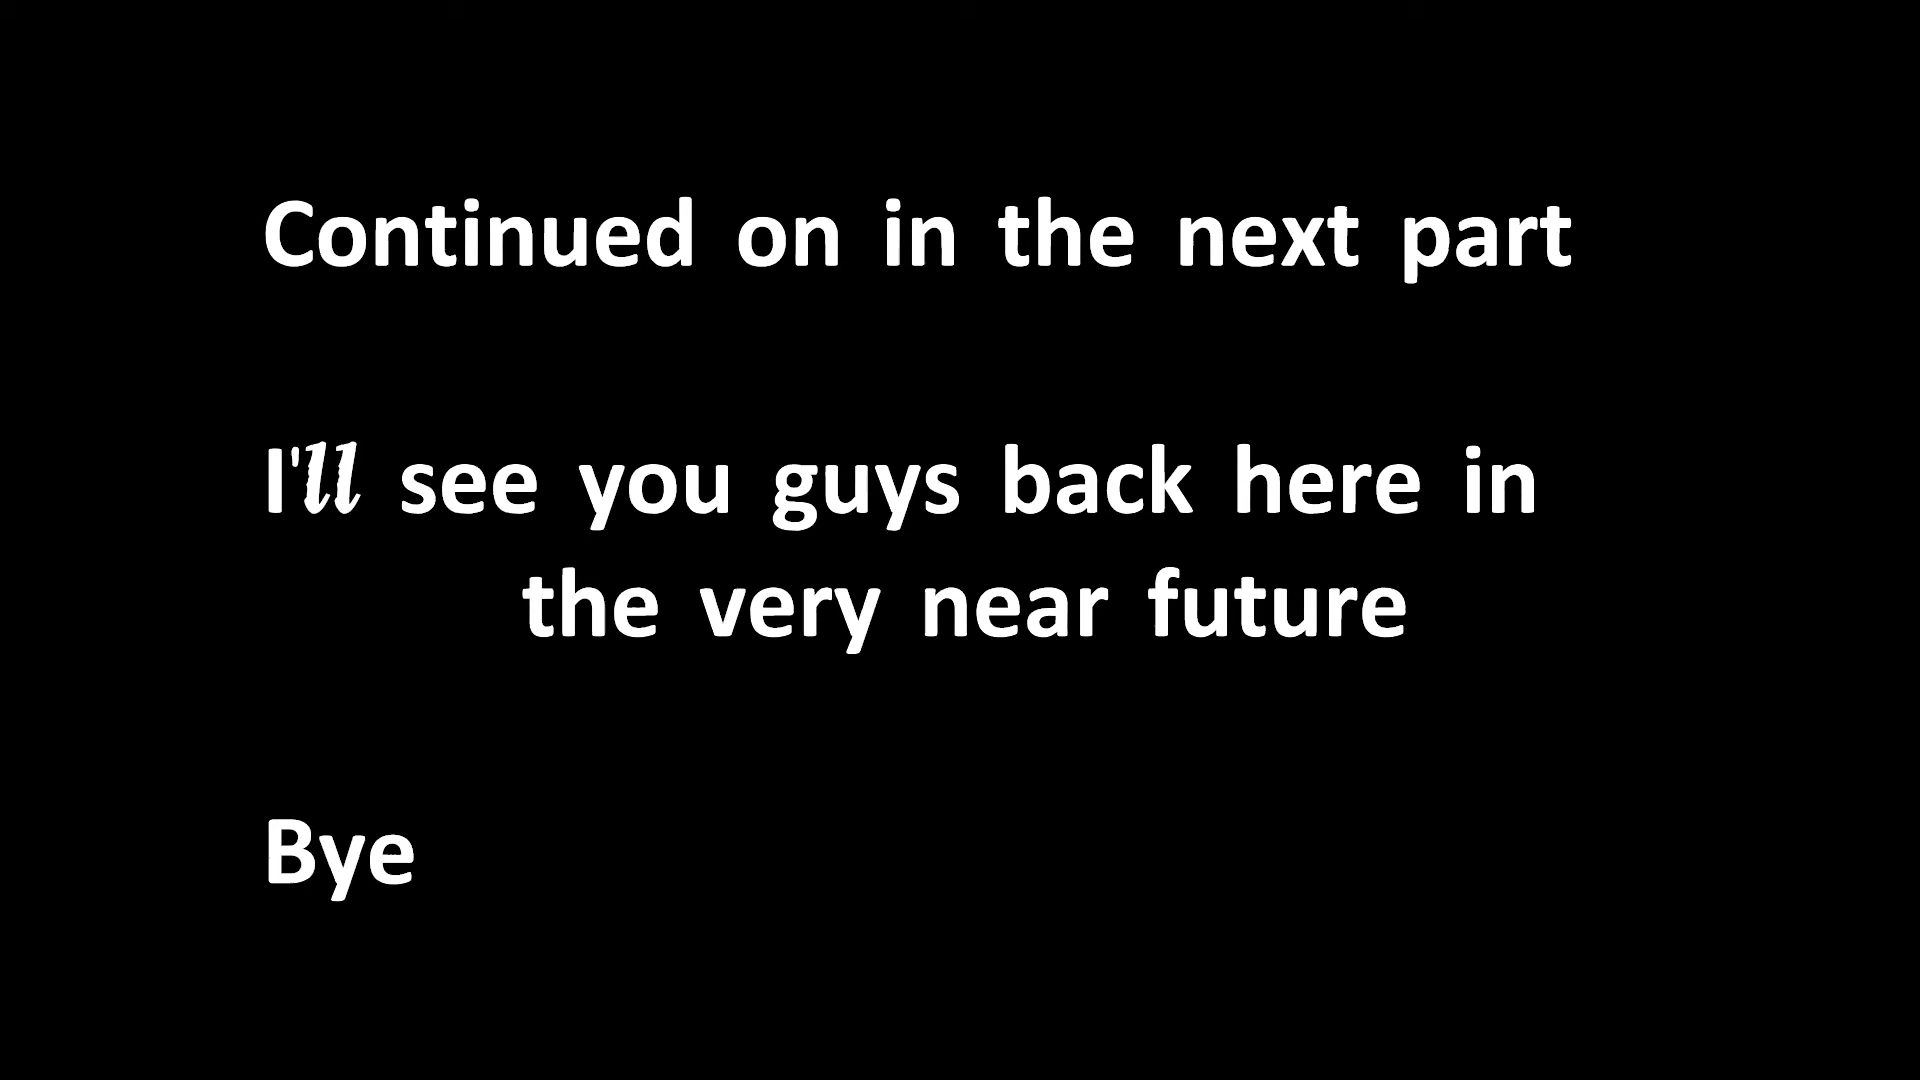 Continued on in the next part
I'll see you guys back here in
the very near future
Bye